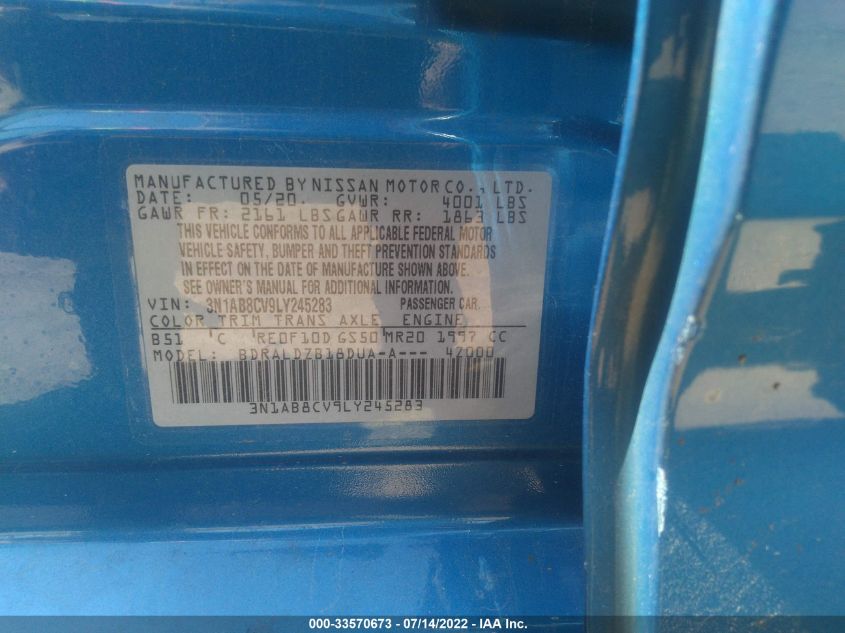 MANUFACTURED BY NISSAN MOTOR CO., LTD.
DATE: 05/20. GVWR: 4001 LBS
GAWR FR: 2161 LBS GAWR RR: 1863 LBS
THIS VEHICLE CONFORMS TO ALL APPLICABLE FEDERAL MOTOR
VEHICLE SAFETY, BUMPER AND THEFT PREVENTION STANDARDS
IN EFFECT ON THE DATE OF MANUFACTURE SHOWN ABOVE.
SEE OWNER'S MANUAL FOR ADDITIONAL INFORMATION.
VIN: 3N1AB8CV9LY245283 PASSENGER CAR.
COLOR TRIM TRANS AXLE ENGINE
B51 C RE0F10D GS50 MR20 1997 CC
MODEL: BDRALDZB18DUA-A--- 4Z000
3N1AB8CV9LY245283
000-33570673 - 07/14/2022 - IAA Inc.